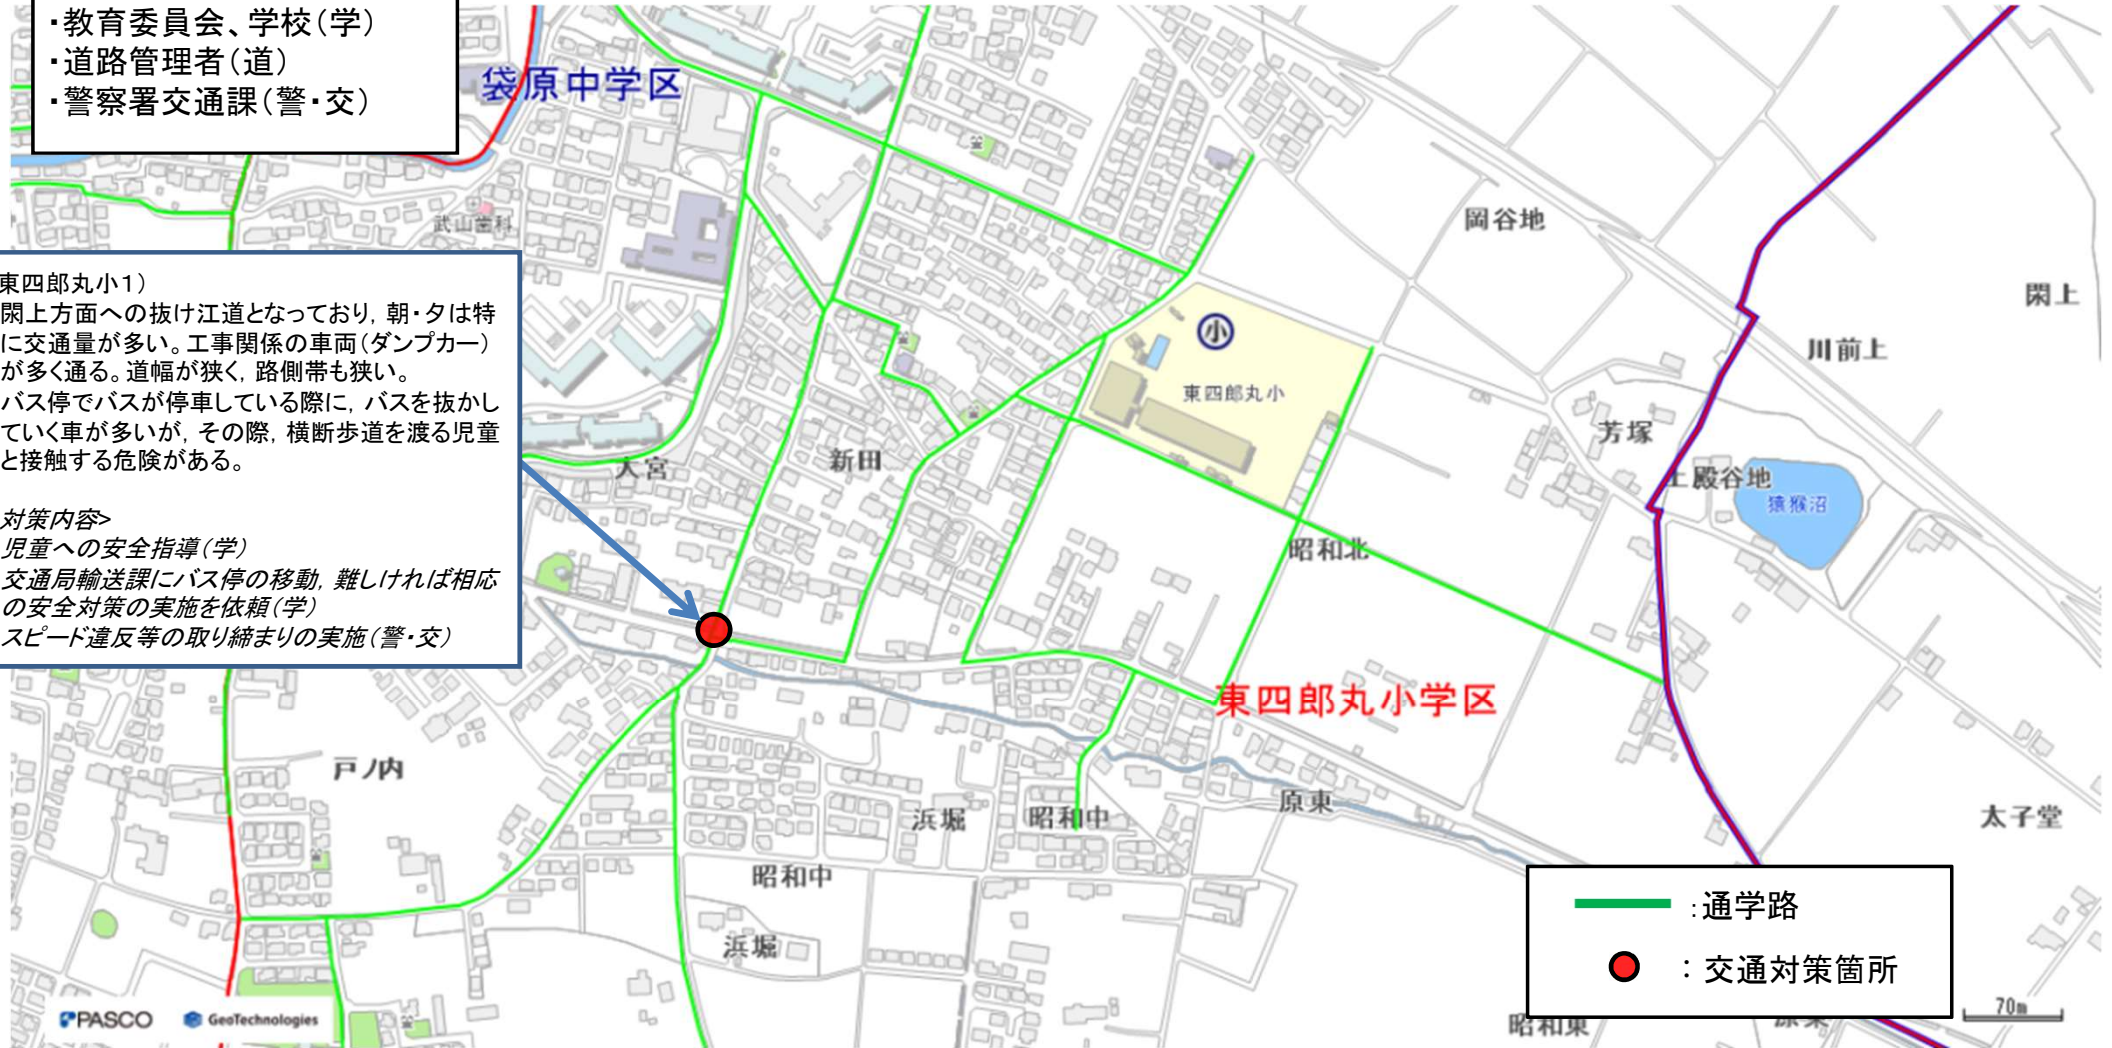 ・教育委員会、学校（学）
・道路管理者（道）
・警察署交通課（警・交）
袋原中学区
武山歯科
岡谷地
閖上
川前上
東四郎丸小1）
閖上方面への抜け江道となっており，朝・夕は特
に交通量が多い。工事関係の車両（ダンプカー）
が多く通る。道幅が狭く，路側帯も狭い。
バス停でバスが停車している際に，バスを抜かし
ていく車が多いが，その際，横断歩道を渡る児童
と接触する危険がある。
対策内容>
児童への安全指導（学）
交通局輸送課にバス停の移動，難しければ相応
の安全対策の実施を依頼（学）
スピード違反等の取り締まりの実施（警・交）
小
東四郎丸小
芳塚
大宮
新田
土殿谷地
猿猴沼
昭和北
東四郎丸小学区
戸ノ内
浜堀
昭和中
原東
太子堂
昭和中
浜堀
：通学路
：交通対策箇所
昭和東
原東
70m
PASCO
GeoTechnologies